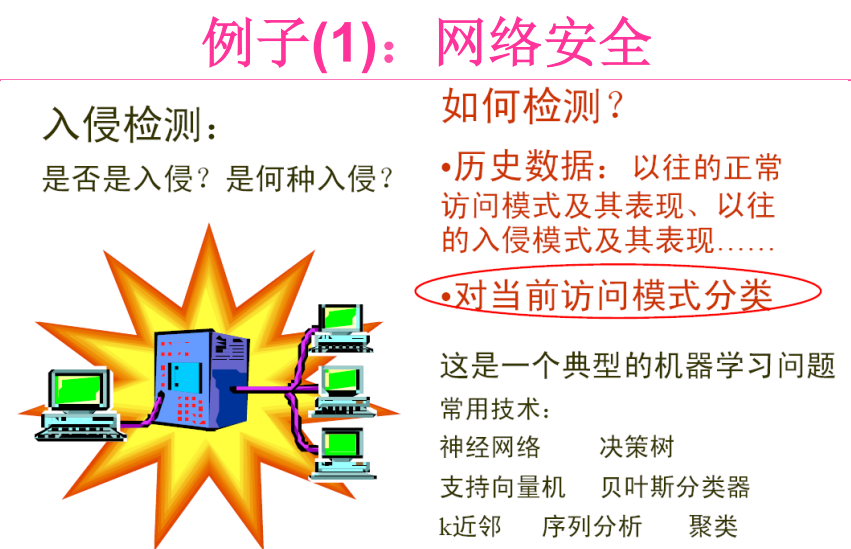 例子(1)：网络安全
入侵检测：
是否是入侵？是何种入侵？
如何检测？
•历史数据：以往的正常
访问模式及其表现、以往
的入侵模式及其表现……
•对当前访问模式分类
这是一个典型的机器学习问题
常用技术：
神经网络 决策树
支持向量机 贝叶斯分类器
k近邻 序列分析 聚类